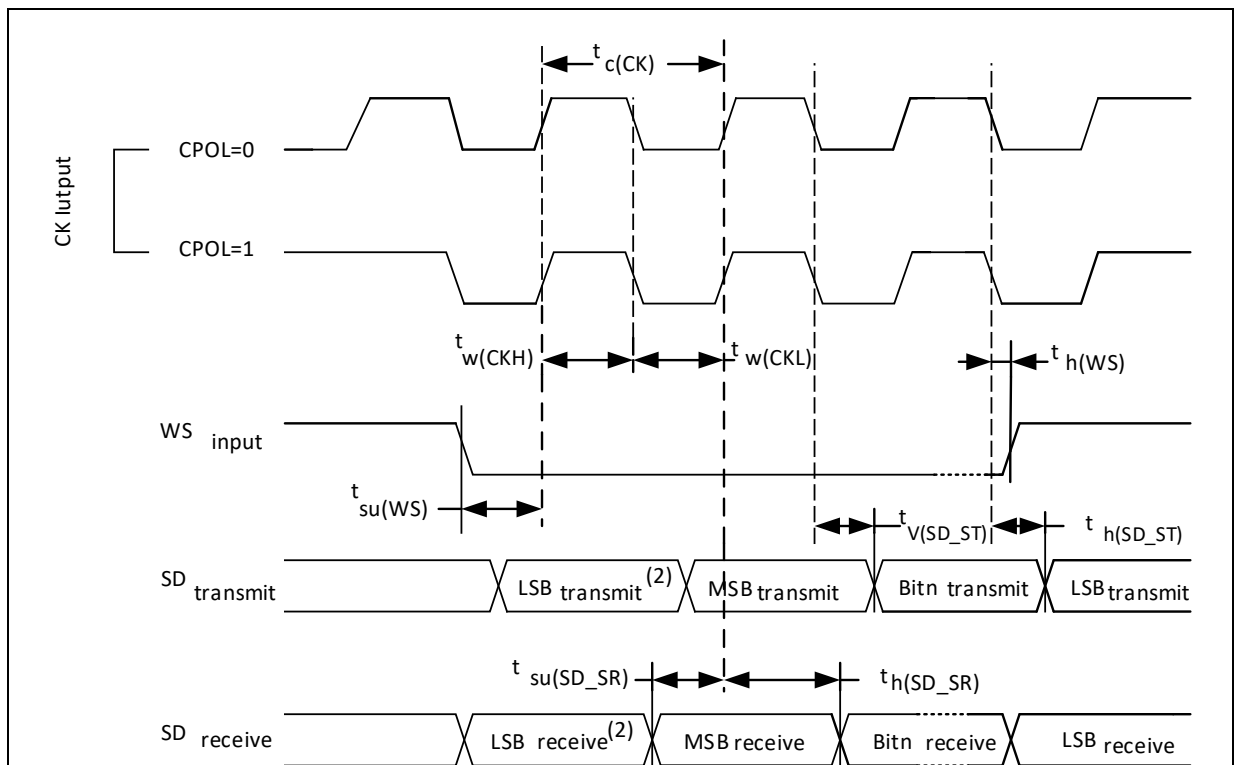 t c(CK)
CK Iutput
CPOL=0
CPOL=1
t w(CKH)
t w(CKL)
t h(WS)
WS input
t su(WS)
t V(SD_ST)
t h(SD_ST)
SD transmit
LSB transmit(2)
MSB transmit
Bitn transmit
LSB transmit
t su(SD_SR)
t h(SD_SR)
SD receive
LSB receive(2)
MSB receive
Bitn receive
LSB receive